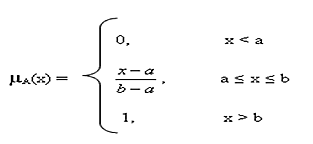 0, x < a
μA(x) = { x − a / b − a , a ≤ x ≤ b
1, x > b